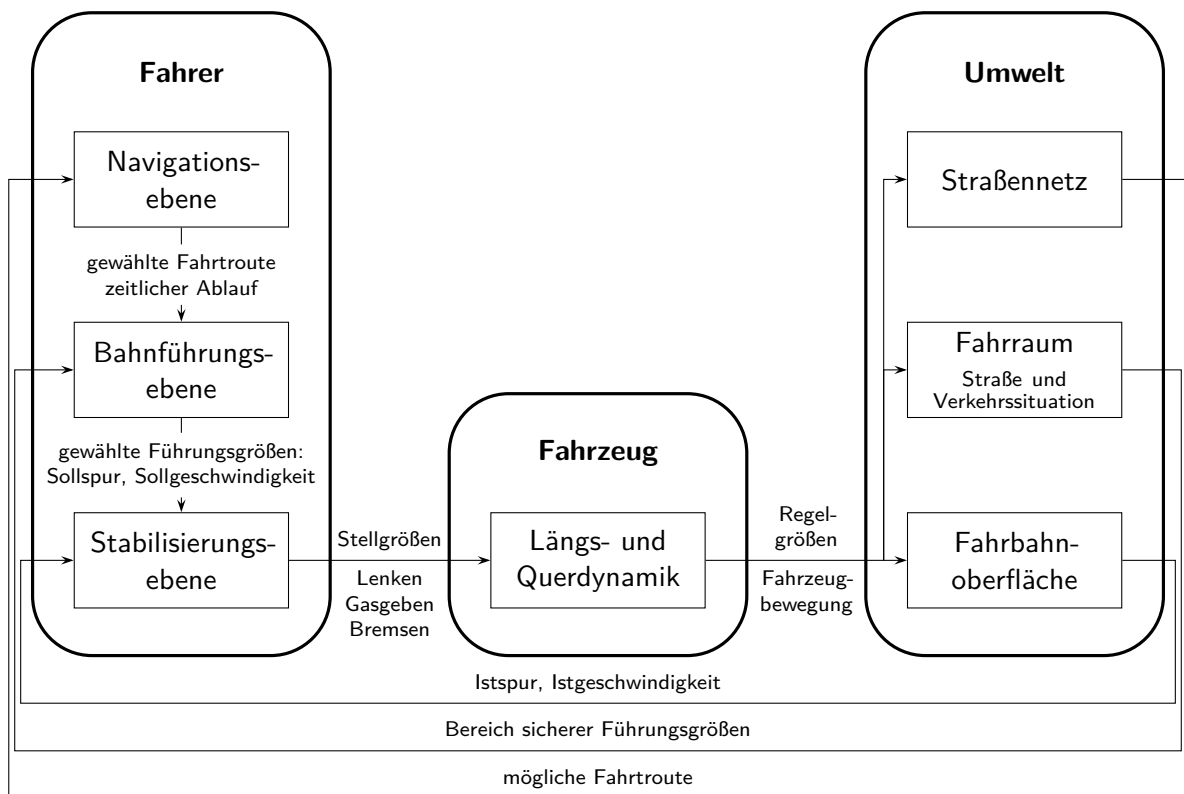 Fahrer
Navigations-
ebene
gewählte Fahrtroute
zeitlicher Ablauf
Bahnführungs-
ebene
gewählte Führungsgrößen:
Sollspur, Sollgeschwindigkeit
Stabilisierungs-
ebene
Stellgrößen
Lenken
Gasgeben
Bremsen
Fahrzeug
Längs- und
Querdynamik
Regel-
größen
Fahrzeug-
bewegung
Umwelt
Straßennetz
Fahrraum
Straße und
Verkehrssituation
Fahrbahn-
oberfläche
Istspur, Istgeschwindigkeit
Bereich sicherer Führungsgrößen
mögliche Fahrtroute